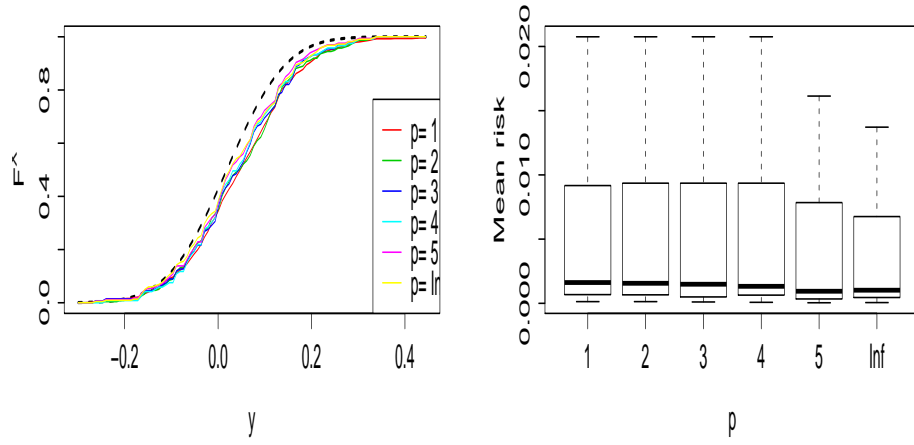 F^λ
0.0 0.4 0.8
−0.2 0.0 0.2 0.4
y
p= 1
p= 2
p= 3
p= 4
p= 5
p= In
Mean risk
0.000 0.010 0.020
1 2 3 4 5 Inf
p